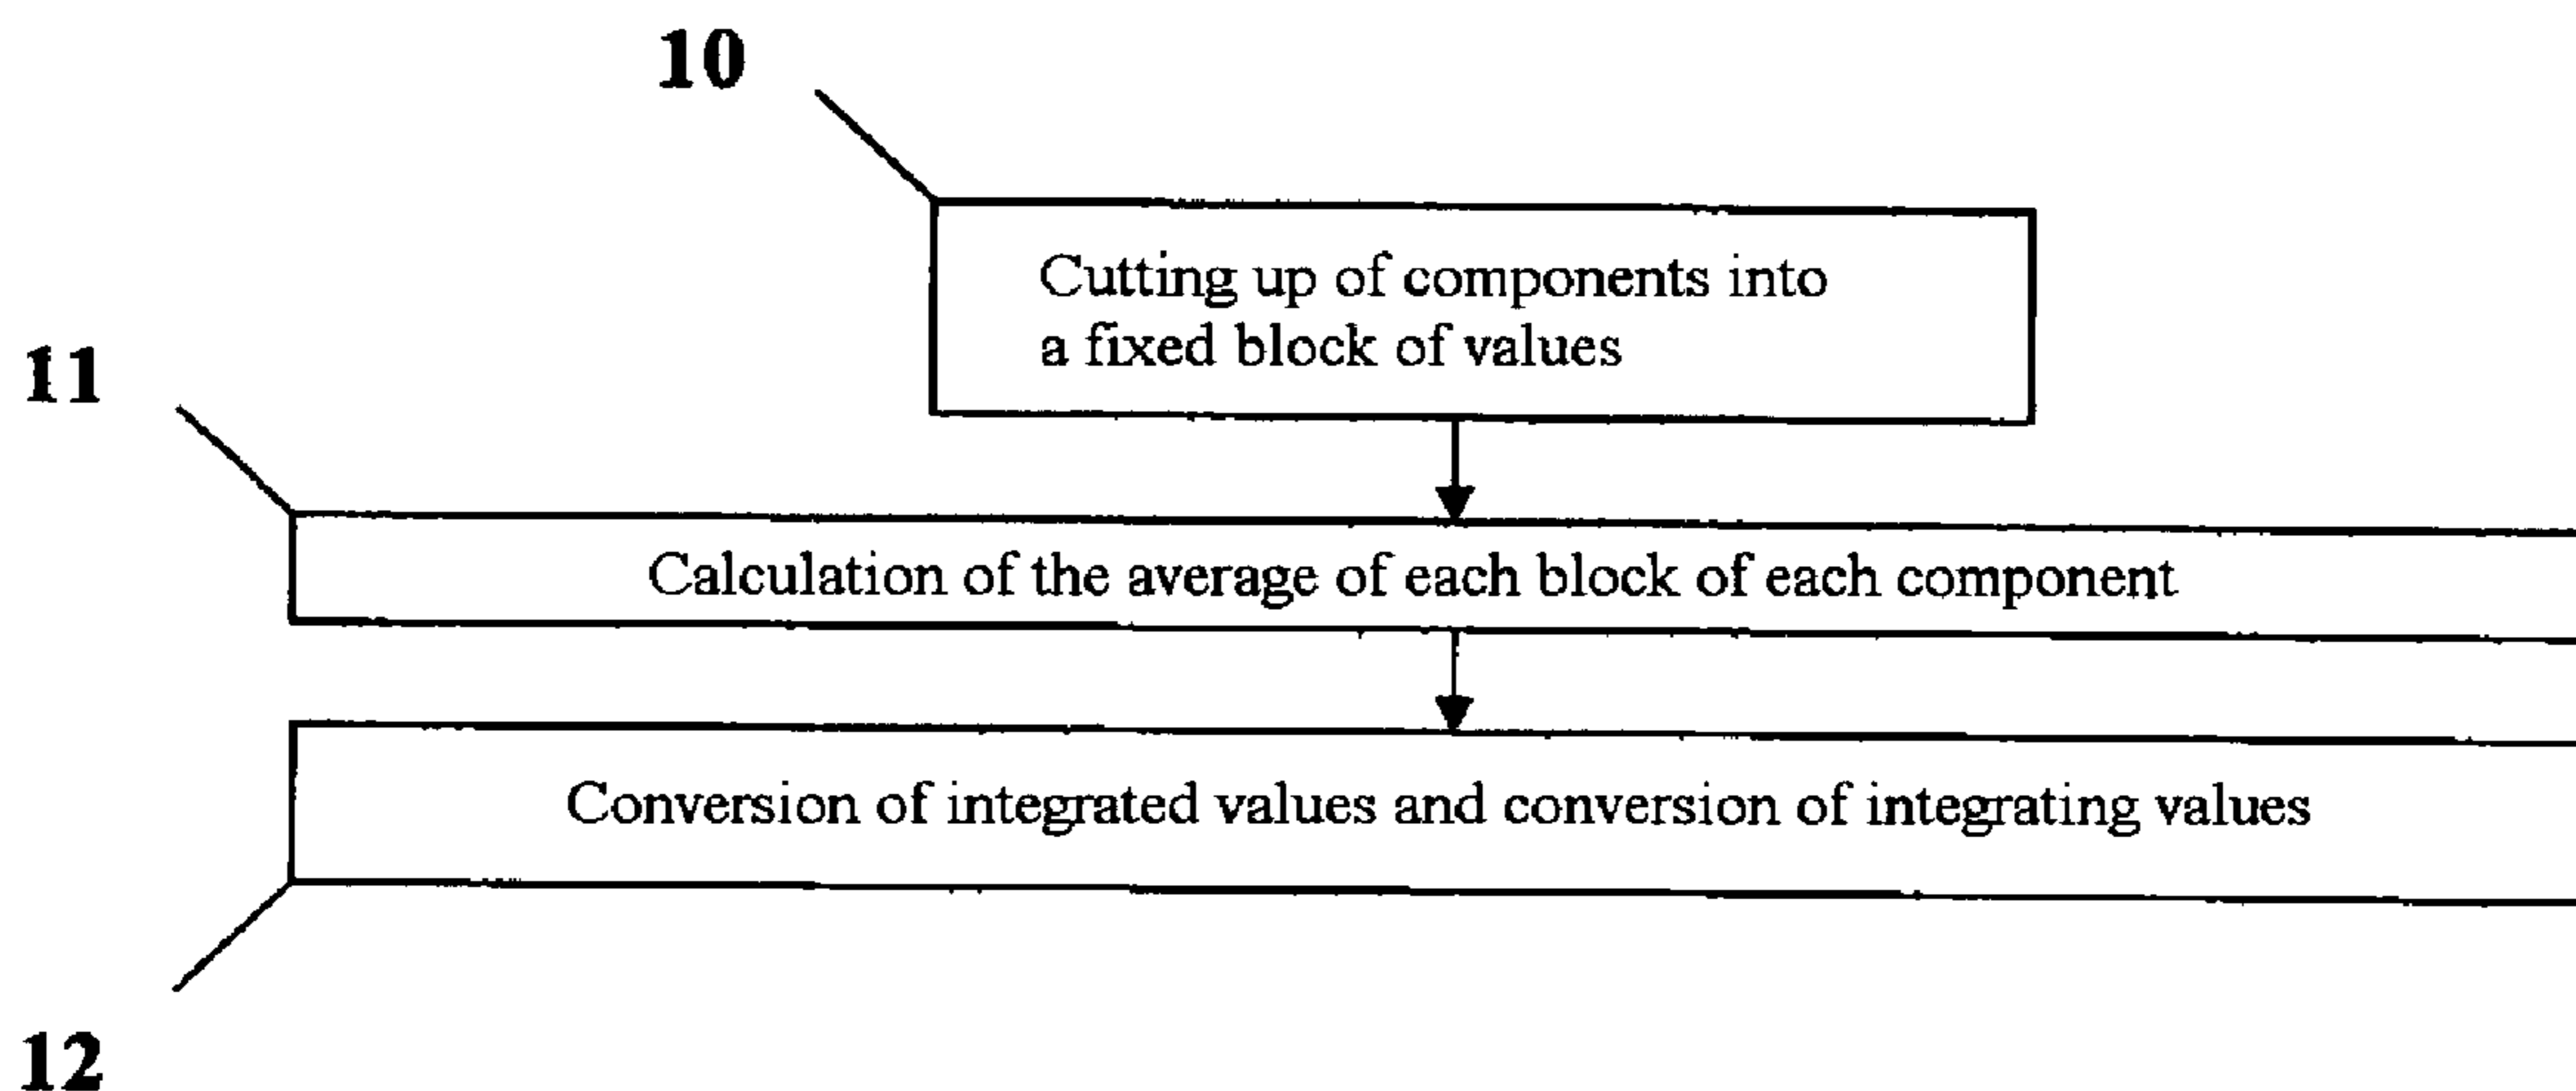 10
Cutting up of components into
a fixed block of values
11
Calculation of the average of each block of each component
Conversion of integrated values and conversion of integrating values
12